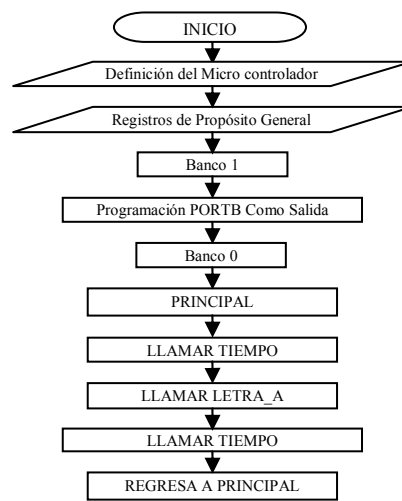 INICIO
Definición del Micro controlador
Registros de Propósito General
Banco 1
Programación PORTB Como Salida
Banco 0
PRINCIPAL
LLAMAR TIEMPO
LLAMAR LETRA_A
LLAMAR TIEMPO
REGRESA A PRINCIPAL